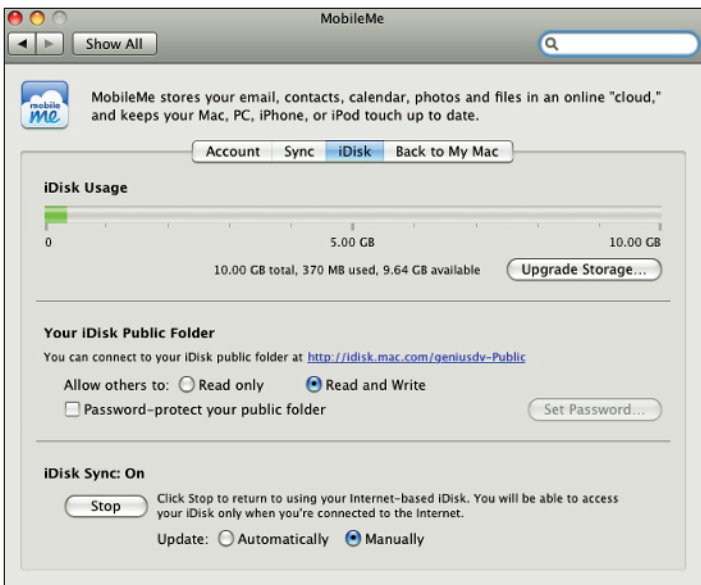 MobileMe
Show All
mobile
me
MobileMe stores your email, contacts, calendar, photos and files in an online "cloud,"
and keeps your Mac, PC, iPhone, or iPod touch up to date.
Account Sync iDisk Back to My Mac
iDisk Usage
0 5.00 GB 10.00 GB
10.00 GB total, 370 MB used, 9.64 GB available Upgrade Storage...
Your iDisk Public Folder
You can connect to your iDisk public folder at http://idisk.mac.com/geniusdv-Public
Allow others to: Read only Read and Write
Password-protect your public folder Set Password...
iDisk Sync: On
Stop Click Stop to return to using your Internet-based iDisk. You will be able to access
your iDisk only when you're connected to the Internet.
Update: Automatically Manually